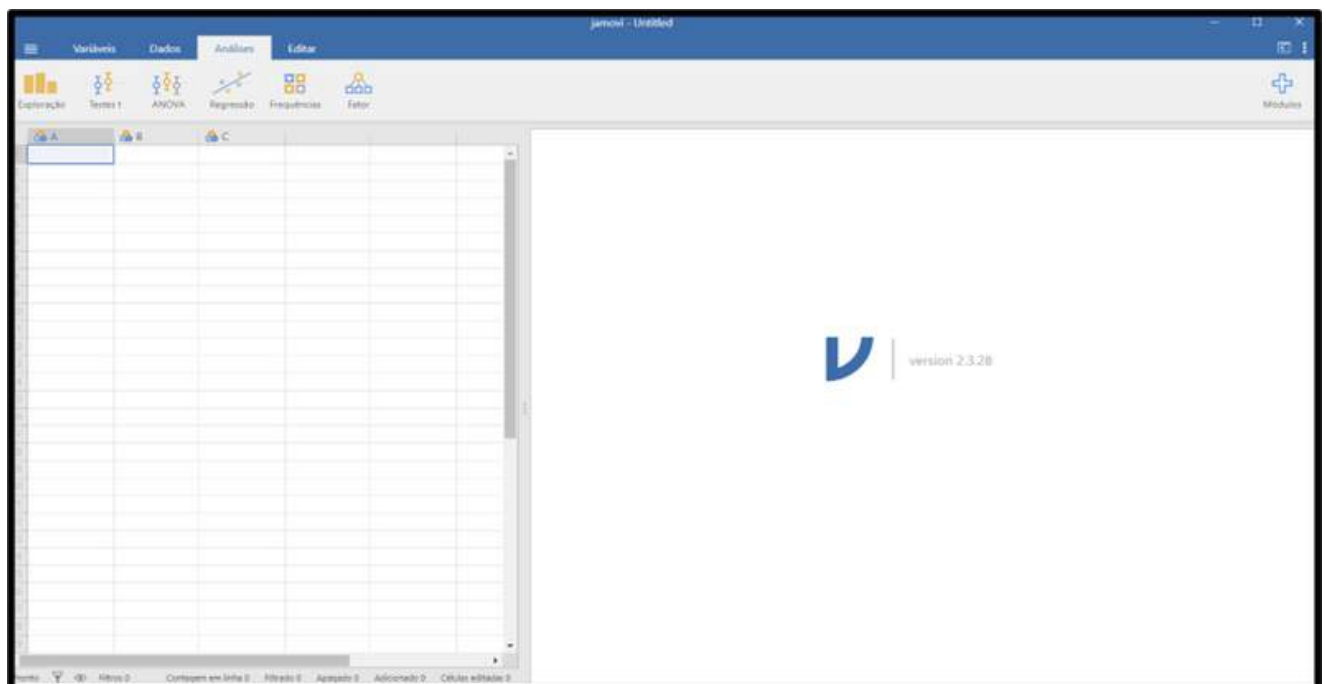 jamovi - Untitled
Variáveis Dados Análises Editar
Exploração Testes t ANOVA Regressão Frequências Fator Módulos
A B C
version 2.3.28
Filtros 0 Contagem em linha 0 Filtrado 0 Apagado 0 Adicionado 0 Células editadas 0